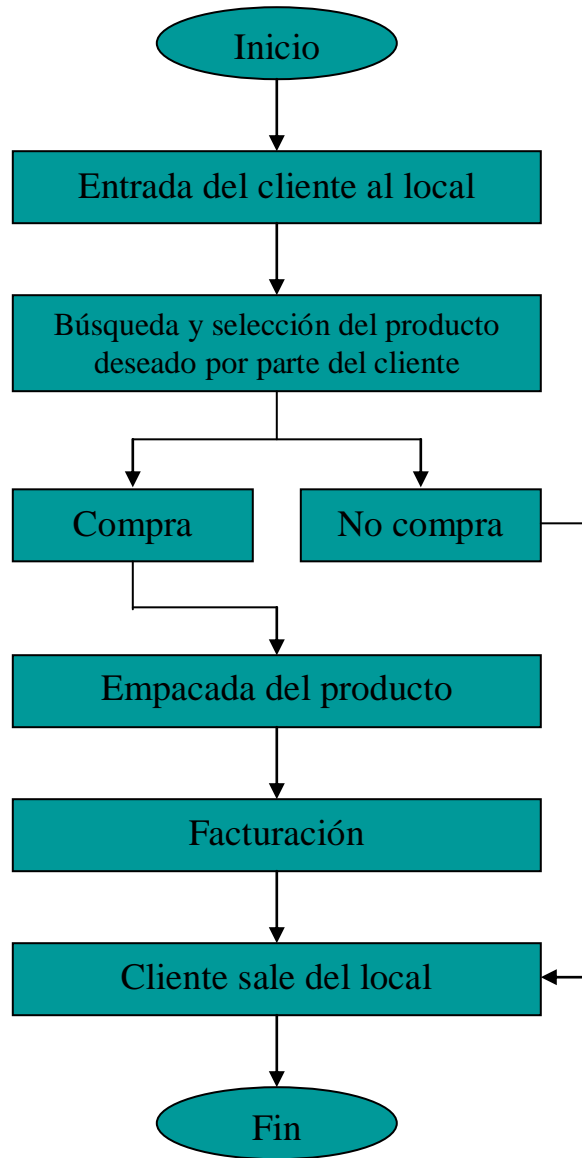 Inicio
Entrada del cliente al local
Búsqueda y selección del producto
deseado por parte del cliente
Compra
No compra
Empacada del producto
Facturación
Cliente sale del local
Fin